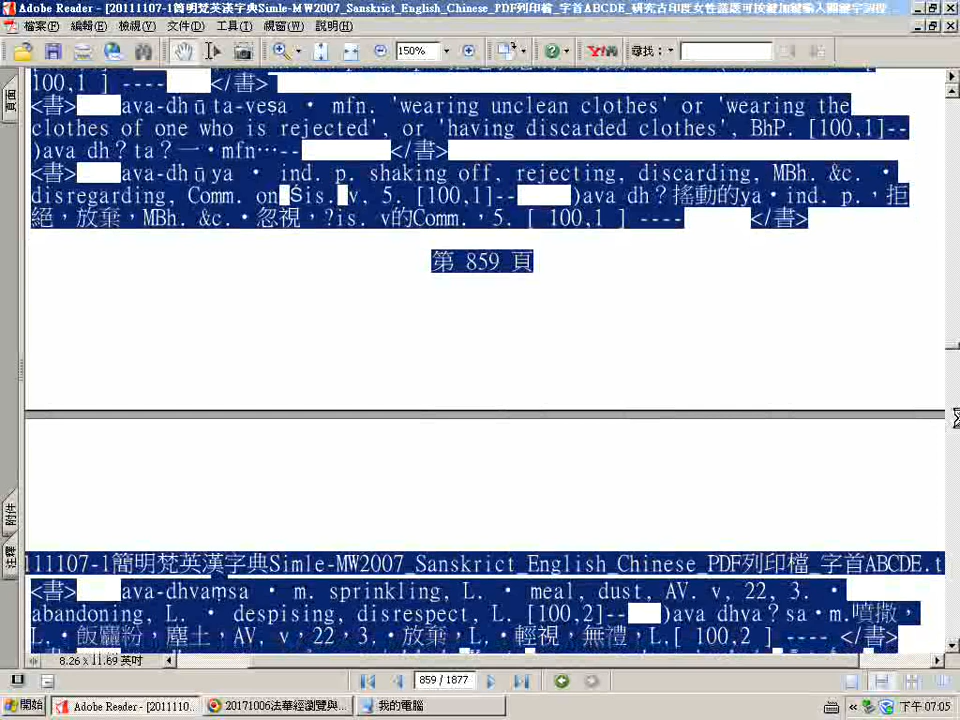 Adobe Reader - [20111107-1簡明梵英漢字典Simle-MW2007_Sanskrict_English_Chinese_PDF列印檔_字首ABCDE_研究古印度女性議題可按鍵輸入關鍵字詞搜
檔案(F) 編輯(E) 檢視(V) 文件(D) 工具(T) 視窗(W) 說明(H)
150% Y! 尋找：
頁面
100,1 ] ---- </書>
<書> ava-dhūta-veṣa ‧ mfn. 'wearing unclean clothes' or 'wearing the
clothes of one who is rejected', or 'having discarded clothes', BhP. [100,1]--
)ava dh？ta？一‧mfn…-- </書>
<書> ava-dhūya ‧ ind. p. shaking off, rejecting, discarding, MBh. &c. ‧
disregarding, Comm. on Śis. v, 5. [100,1]-- )ava dh？搖動的ya‧ind. p.，拒
絕，放棄，MBh. &c.‧忽視，?is. v的Comm.，5. [ 100,1 ] ---- </書>
第 859 頁
附件
註釋
111107-1簡明梵英漢字典Simle-MW2007_Sanskrict_English_Chinese_PDF列印檔_字首ABCDE.t
<書> ava-dhvaṃsa ‧ m. sprinkling, L. ‧ meal, dust, AV. v, 22, 3. ‧
abandoning, L. ‧ despising, disrespect, L. [100,2]-- )ava dhva？sa‧m.噴撒，
L.‧飯麤粉，塵土，AV, v，22，3.‧放棄，L.‧輕視，無禮，L.[ 100,2 ] ---- </書>
8.26 x 11.69 英吋
859 / 1877
開始 Adobe Reader - [2011110... 20171006法華經瀏覽與... 我的電腦 下午 07:05